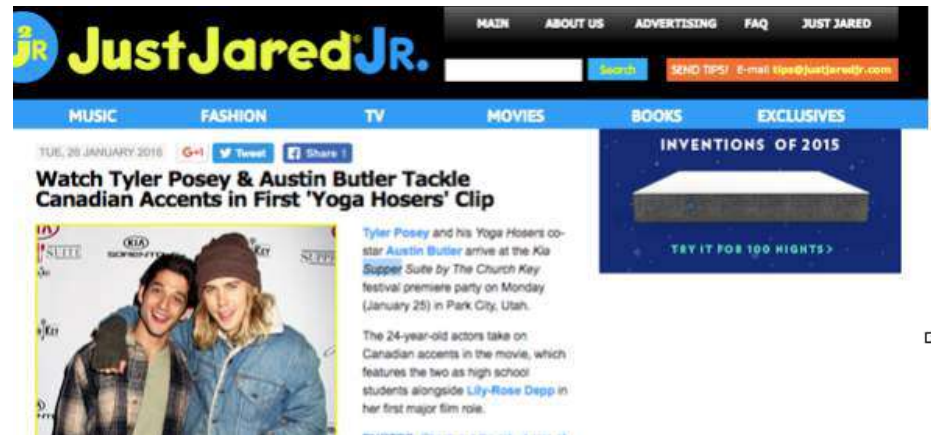 MAIN ABOUT US ADVERTISING FAQ JUST JARED
2
JR JustJaredJR.
Search SEND TIPS! E-mail tips@justjaredjr.com
MUSIC FASHION TV MOVIES BOOKS EXCLUSIVES
TUE, 26 JANUARY 2016 G+1 Tweet Share 1
Watch Tyler Posey & Austin Butler Tackle
Canadian Accents in First 'Yoga Hosers' Clip
KIA
SUITE
SORENTO
Tyler Posey and his Yoga Hosers co-
star Austin Butler arrive at the Kia
Supper Suite by The Church Key
festival premiere party on Monday
(January 25) in Park City, Utah.
The 24-year-old actors take on
Canadian accents in the movie, which
features the two as high school
students alongside Lily-Rose Depp in
her first major film role.
INVENTIONS OF 2015
TRY IT FOR 100 NIGHTS>